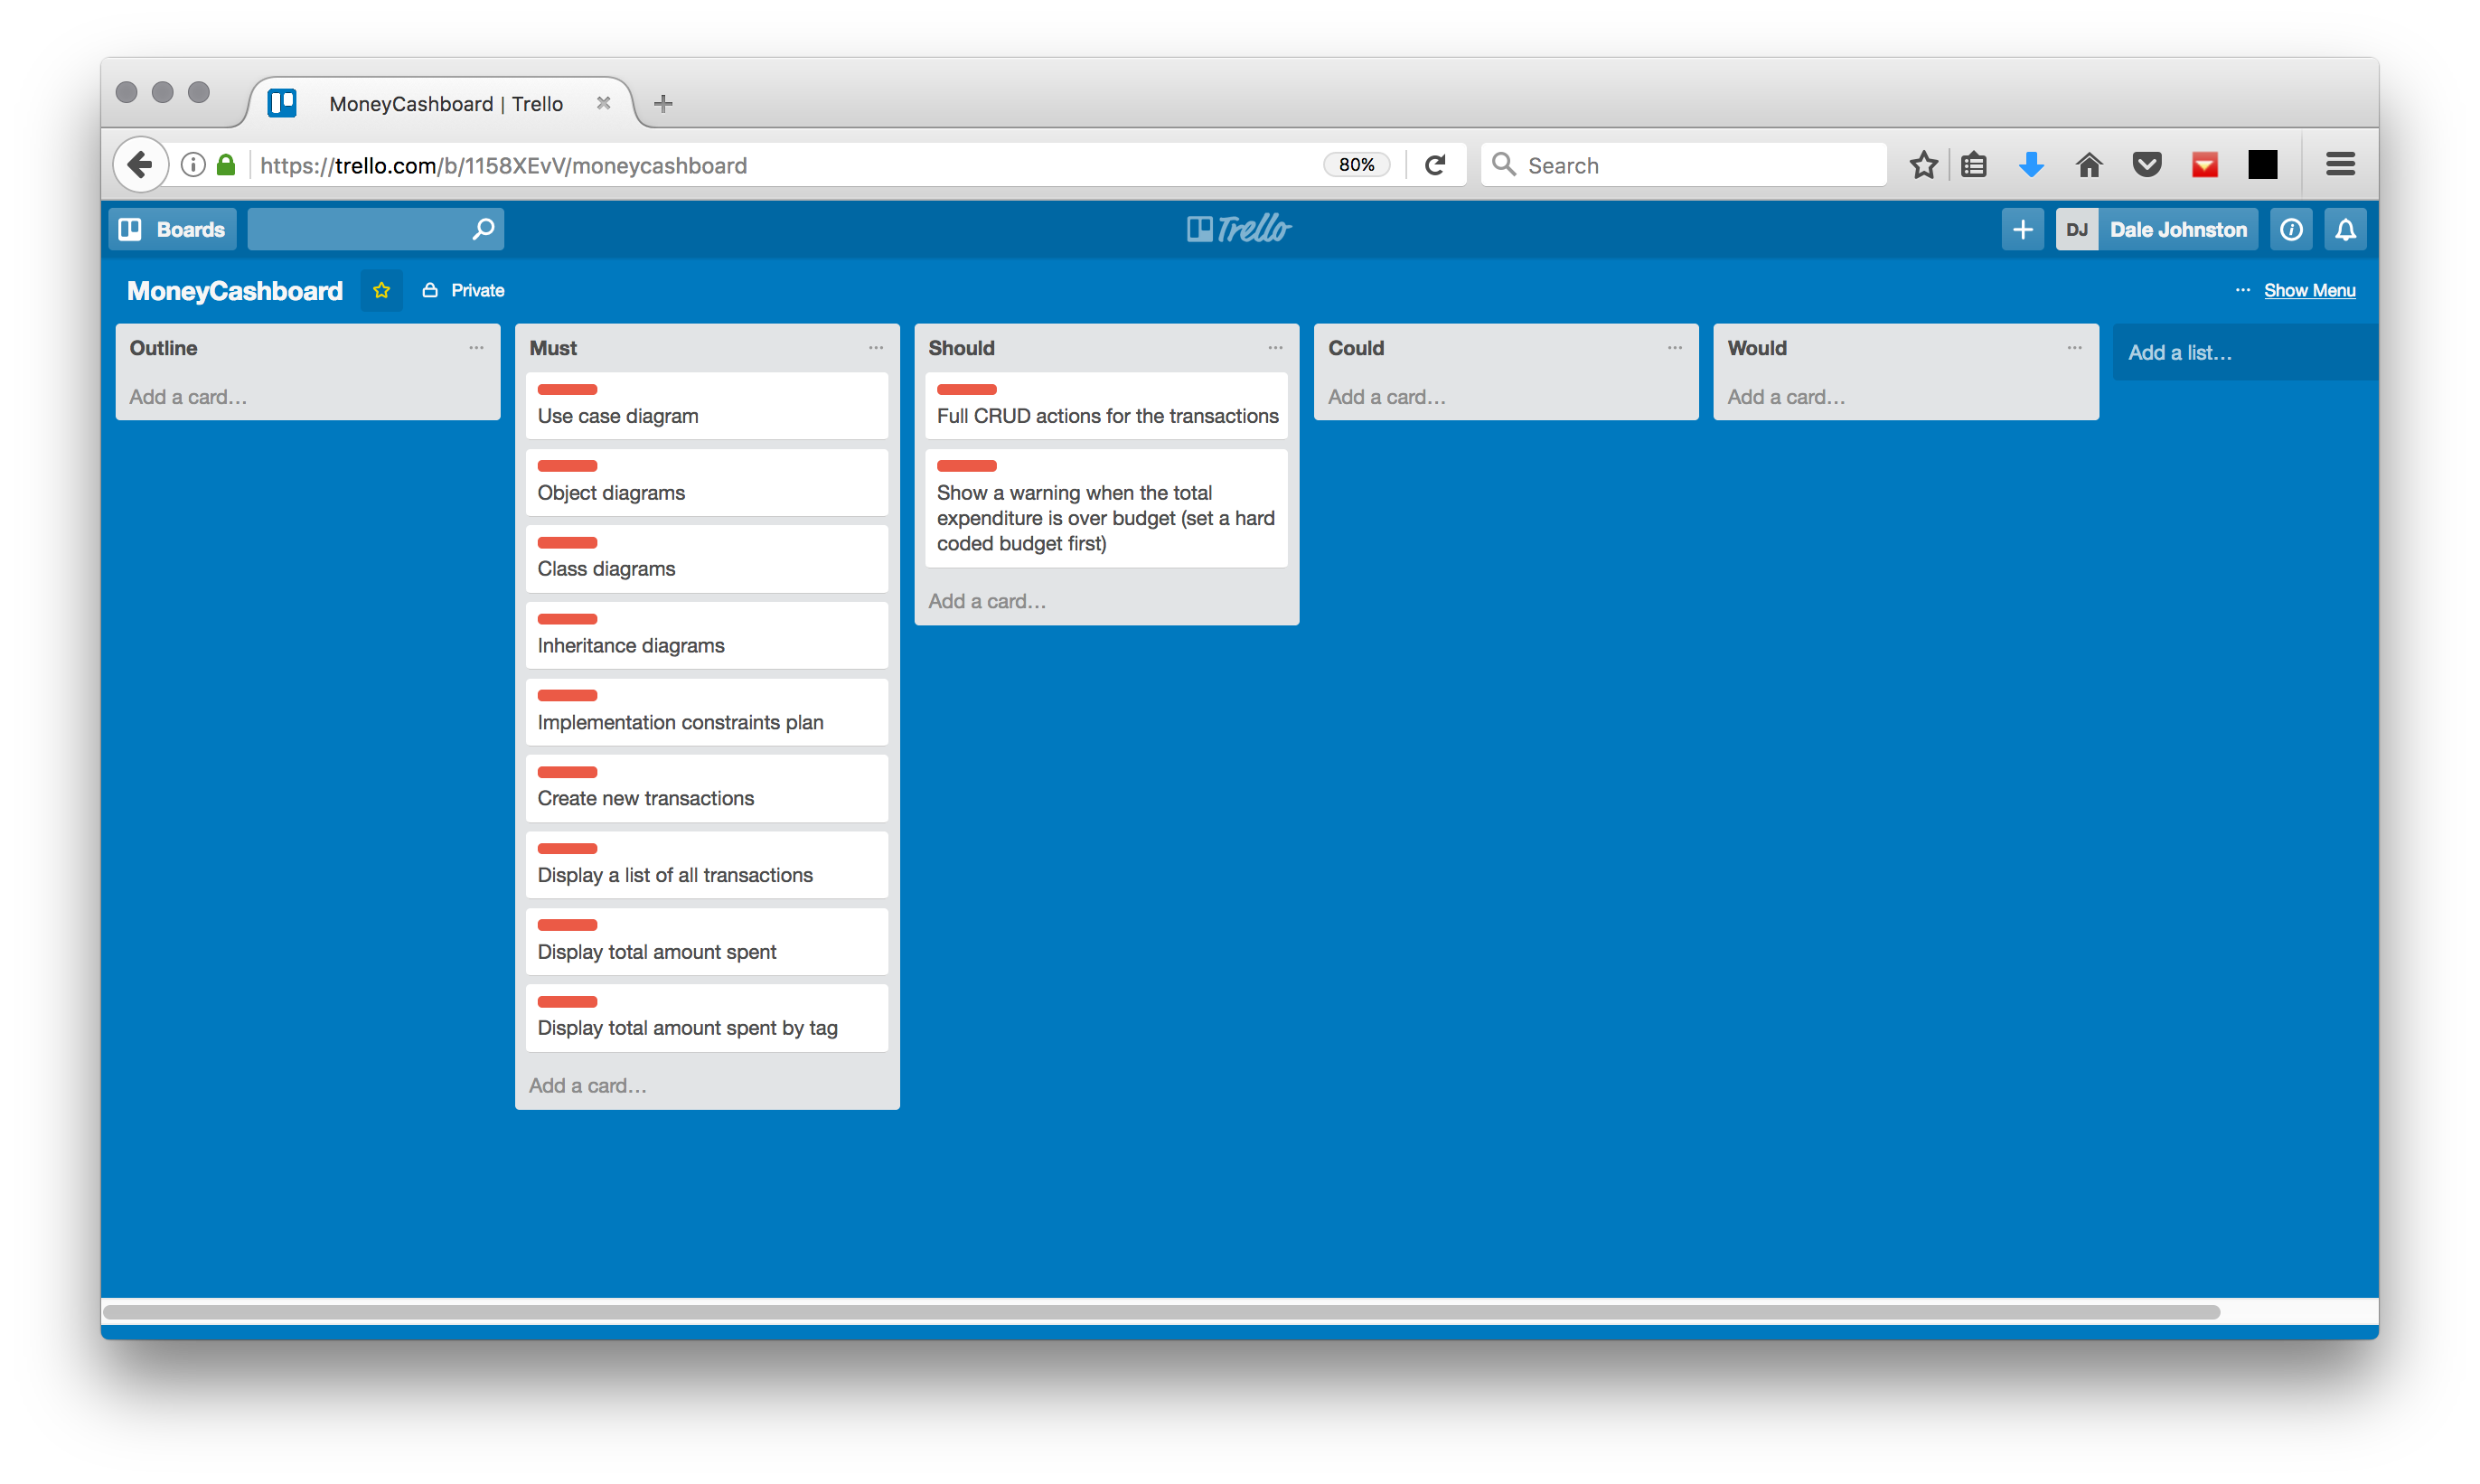 MoneyCashboard | Trello
https://trello.com/b/1158XEvV/moneycashboard
80%
Search
Boards
Trello
DJ
Dale Johnston
MoneyCashboard
Private
... Show Menu
Outline
Add a card...
Must
Use case diagram
Object diagrams
Class diagrams
Inheritance diagrams
Implementation constraints plan
Create new transactions
Display a list of all transactions
Display total amount spent
Display total amount spent by tag
Add a card...
Should
Full CRUD actions for the transactions
Show a warning when the total
expenditure is over budget (set a hard
coded budget first)
Add a card...
Could
Add a card...
Would
Add a card...
Add a list...